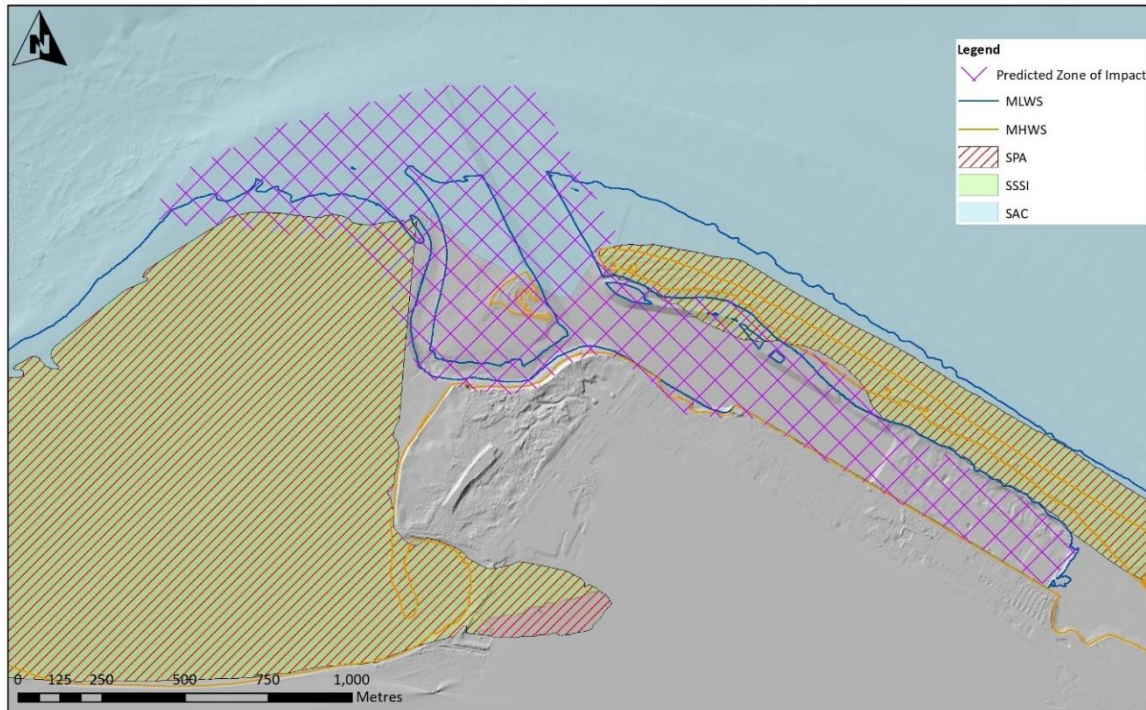 N
Legend
Predicted Zone of Impact
MLWS
MHWS
SPA
SSSI
SAC
0 125 250 500 750 1,000
Metres